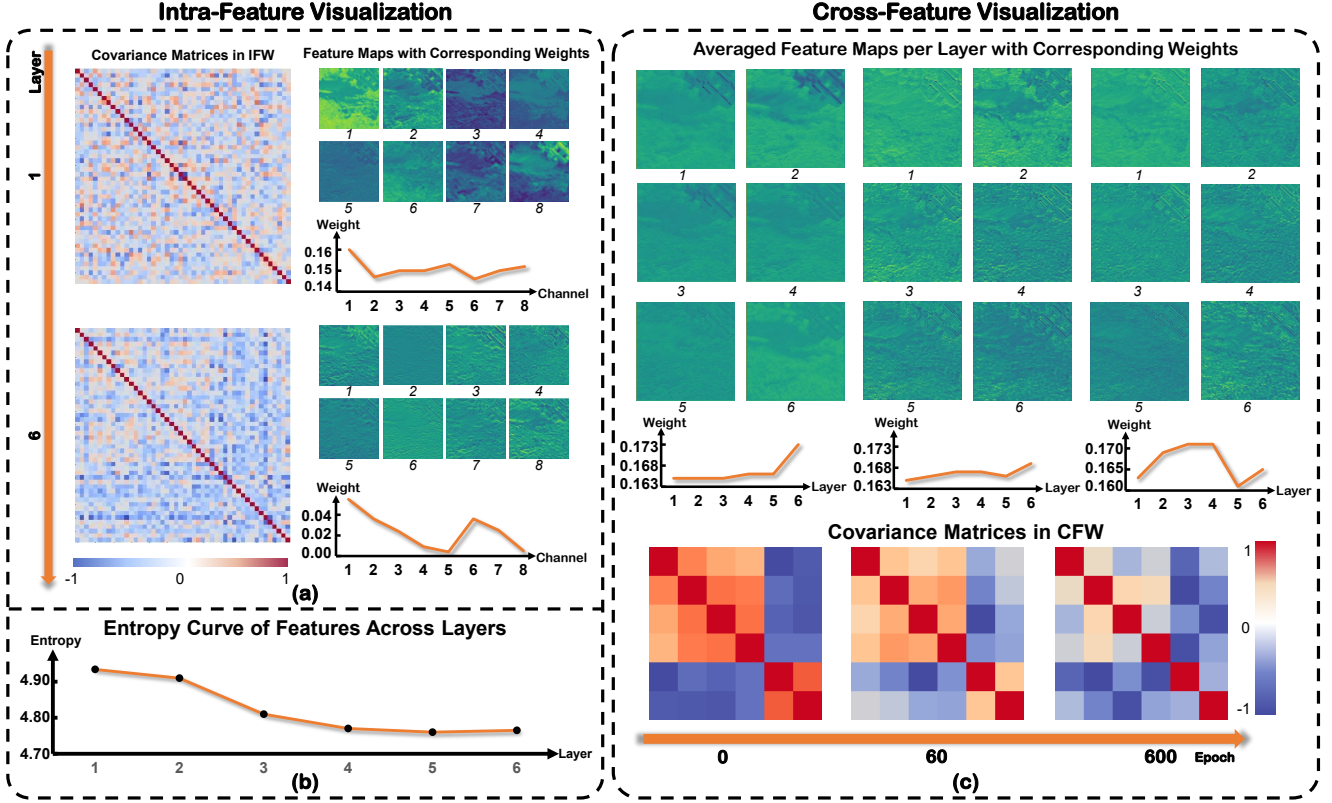 Intra-Feature Visualization
Layer
Covariance Matrices in IFW
1
Feature Maps with Corresponding Weights
1 2 3 4
5 6 7 8
Weight
0.16
0.15
0.14
1 2 3 4 5 6 7 8
Channel
6
1 2 3 4
5 6 7 8
Weight
0.04
0.02
0.00
1 2 3 4 5 6 7 8
Channel
-1 0 1
(a)
Entropy Curve of Features Across Layers
Entropy
4.90
4.80
4.70
1 2 3 4 5 6
Layer
(b)
Cross-Feature Visualization
Averaged Feature Maps per Layer with Corresponding Weights
1 2 1 2 1 2
3 4 3 4 3 4
5 6 5 6 5 6
Weight
0.173
0.168
0.163
1 2 3 4 5 6
Layer
Weight
0.173
0.168
0.163
1 2 3 4 5 6
Layer
Weight
0.170
0.165
0.160
1 2 3 4 5 6
Layer
Covariance Matrices in CFW
1
0
-1
0 60 600 Epoch
(c)